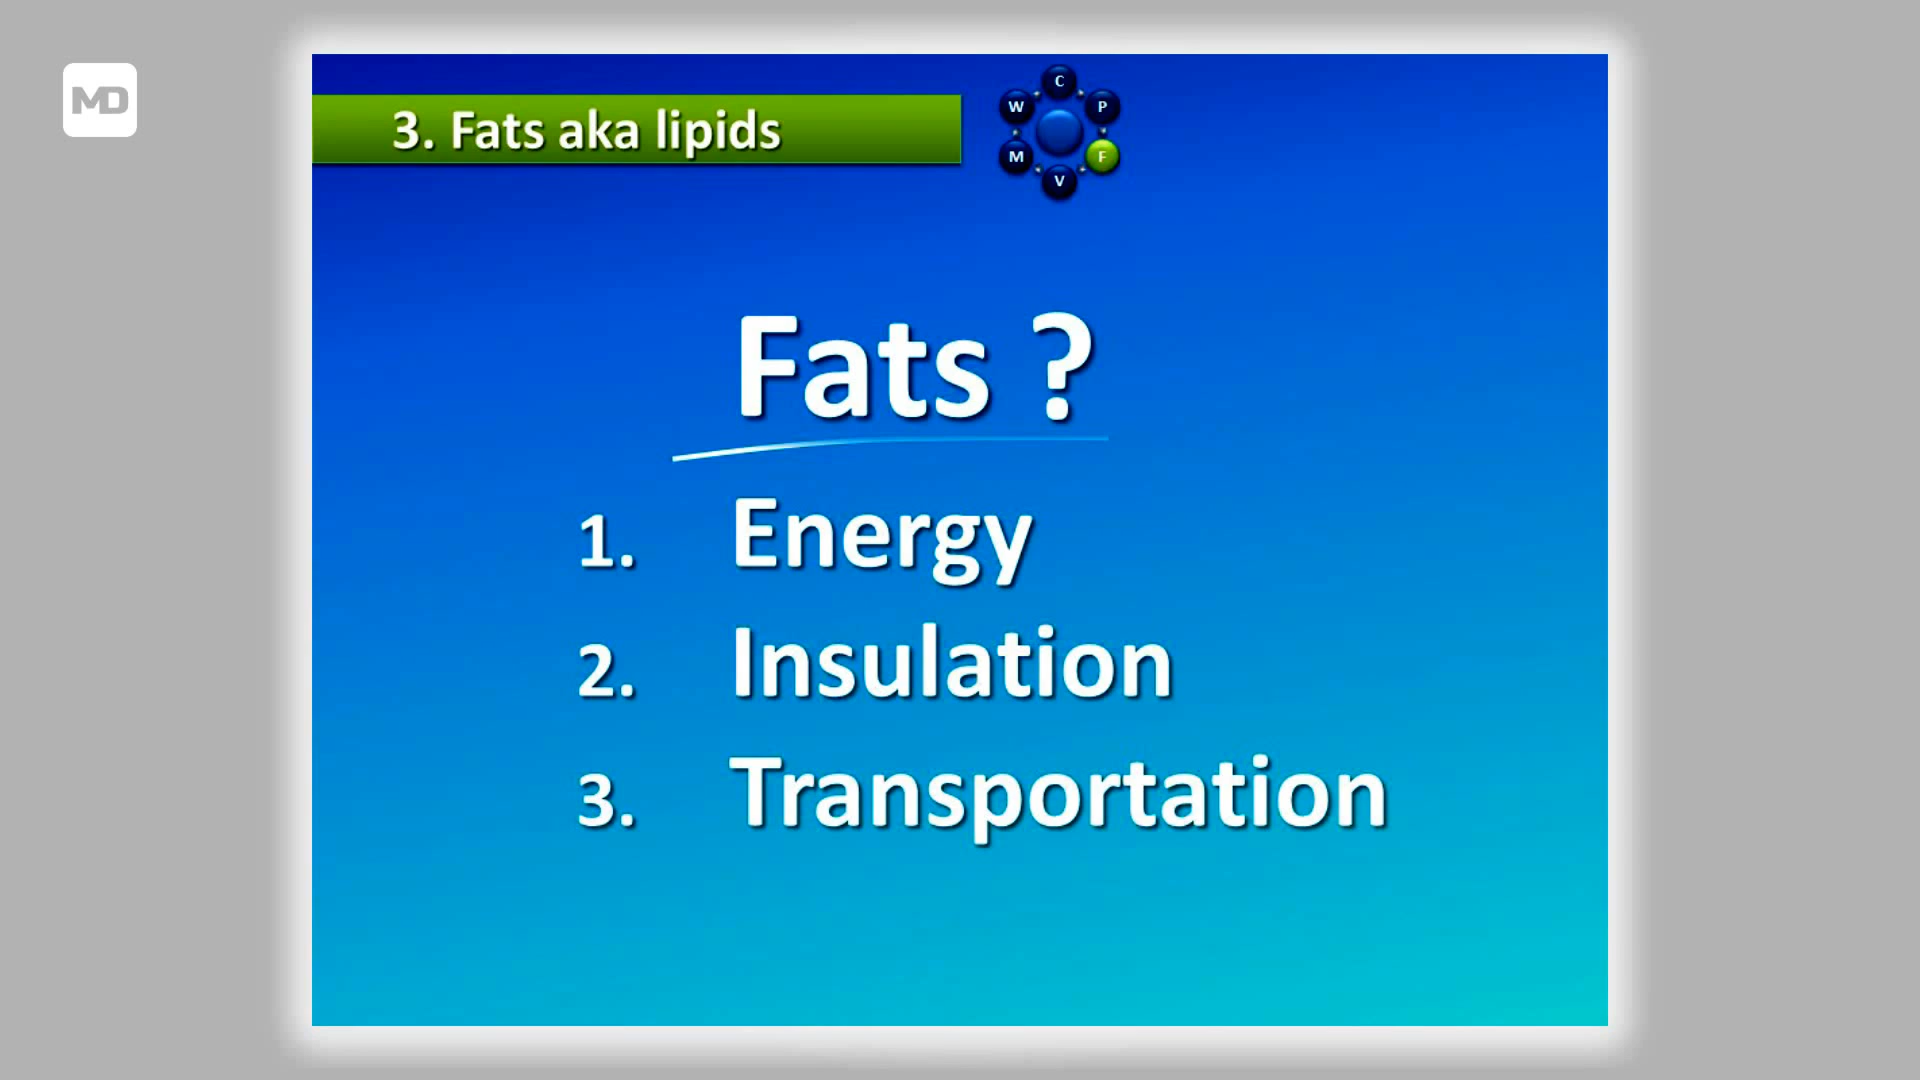 MD
3. Fats aka lipids
C
W
P
M
F
V
Fats ?
1. Energy
2. Insulation
3. Transportation